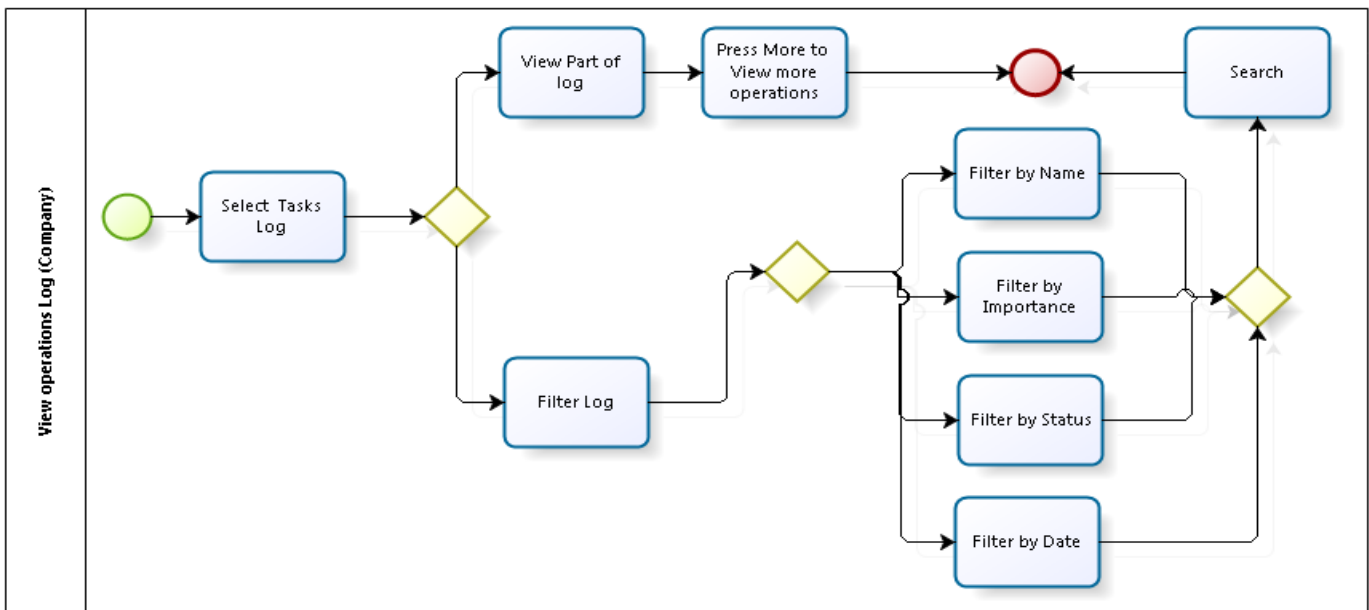 View operations Log (Company)
Select Tasks
Log
View Part of
log
Press More to
View more
operations
Search
Filter Log
Filter by Name
Filter by
Importance
Filter by Status
Filter by Date